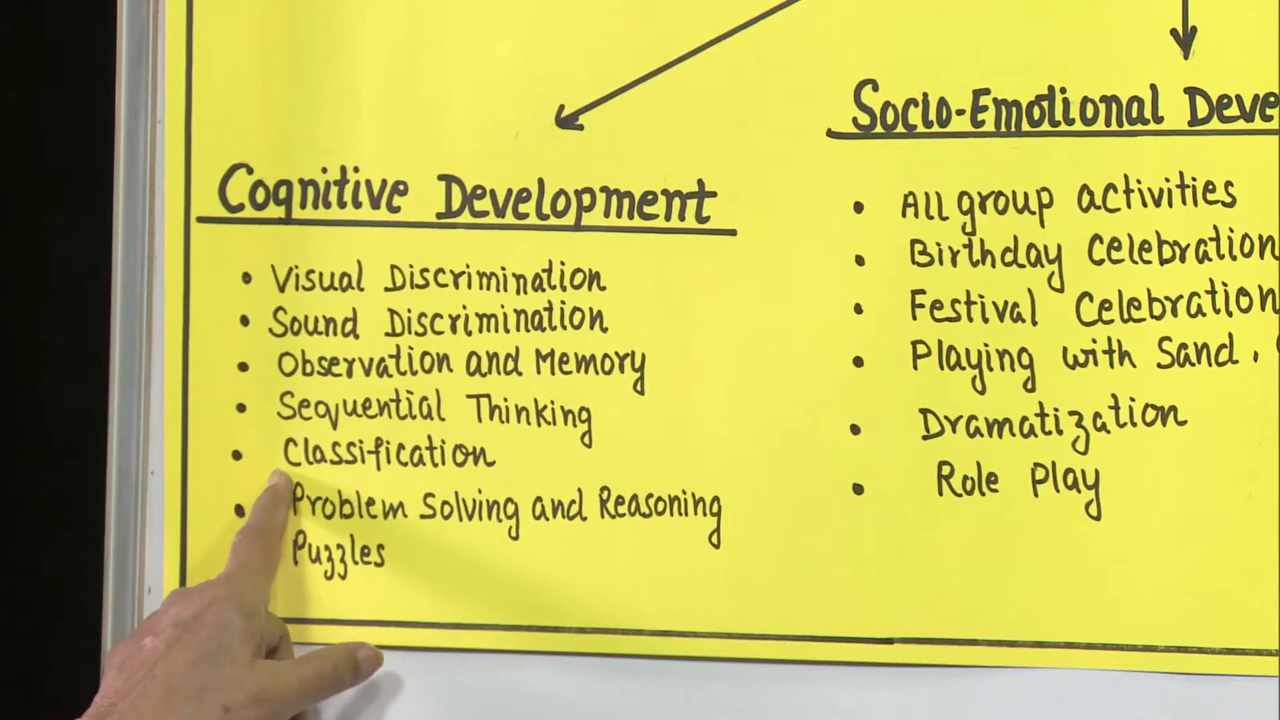 Cognitive Development
• Visual Discrimination
• Sound Discrimination
• Observation and Memory
• Sequential Thinking
• Classification
• Problem Solving and Reasoning
Puzzles
Socio-Emotional Deve
• All group activities
• Birthday Celebration
• Festival Celebration
• Playing with Sand,
• Dramatization
• Role Play